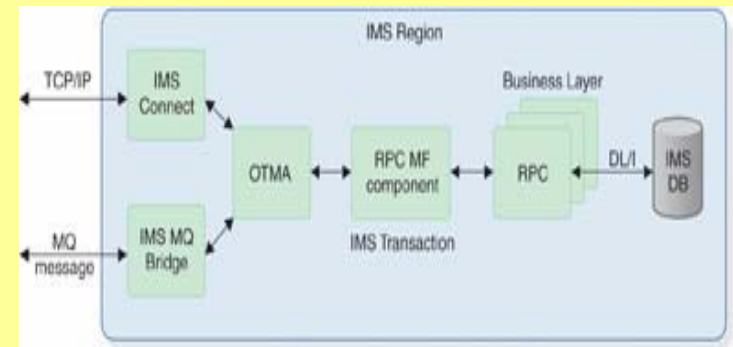 IMS Region
TCP/IP
IMS
Connect
Business Layer
OTMA
RPC MF
component
RPC
DL/I
IMS
DB
IMS Transaction
MQ
message
IMS MQ
Bridge